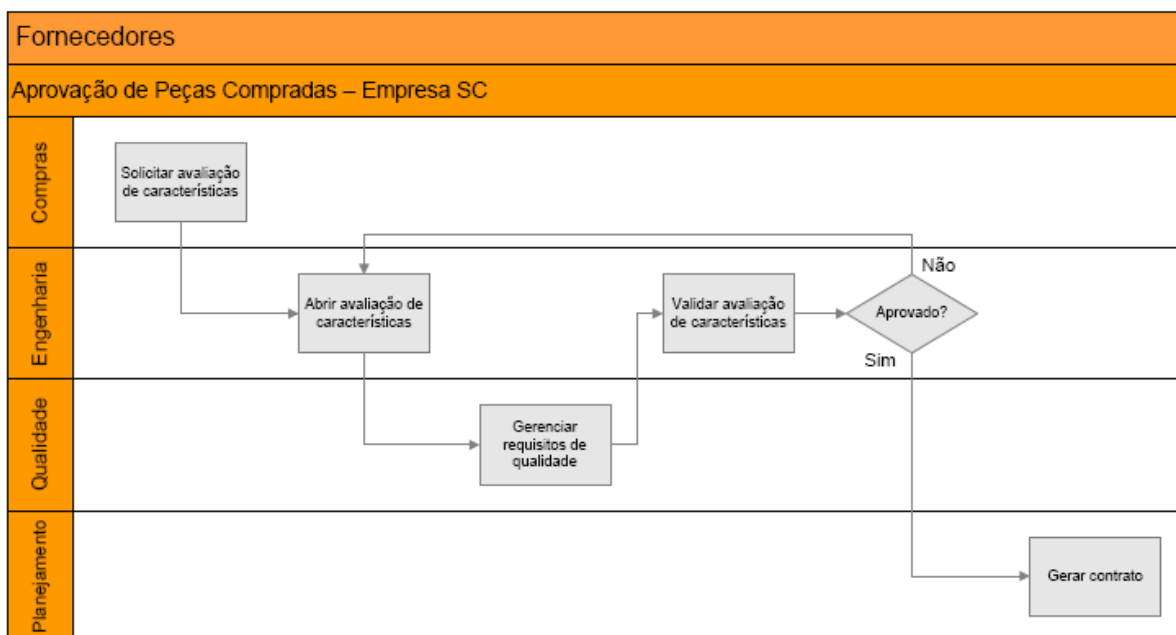 Fornecedores
Aprovação de Peças Compradas – Empresa SC
Compras
Solicitar avaliação
de características
Engenharia
Abrir avaliação de
características
Validar avaliação
de características
Aprovado?
Não
Sim
Qualidade
Gerenciar
requisitos de
qualidade
Planejamento
Gerar contrato